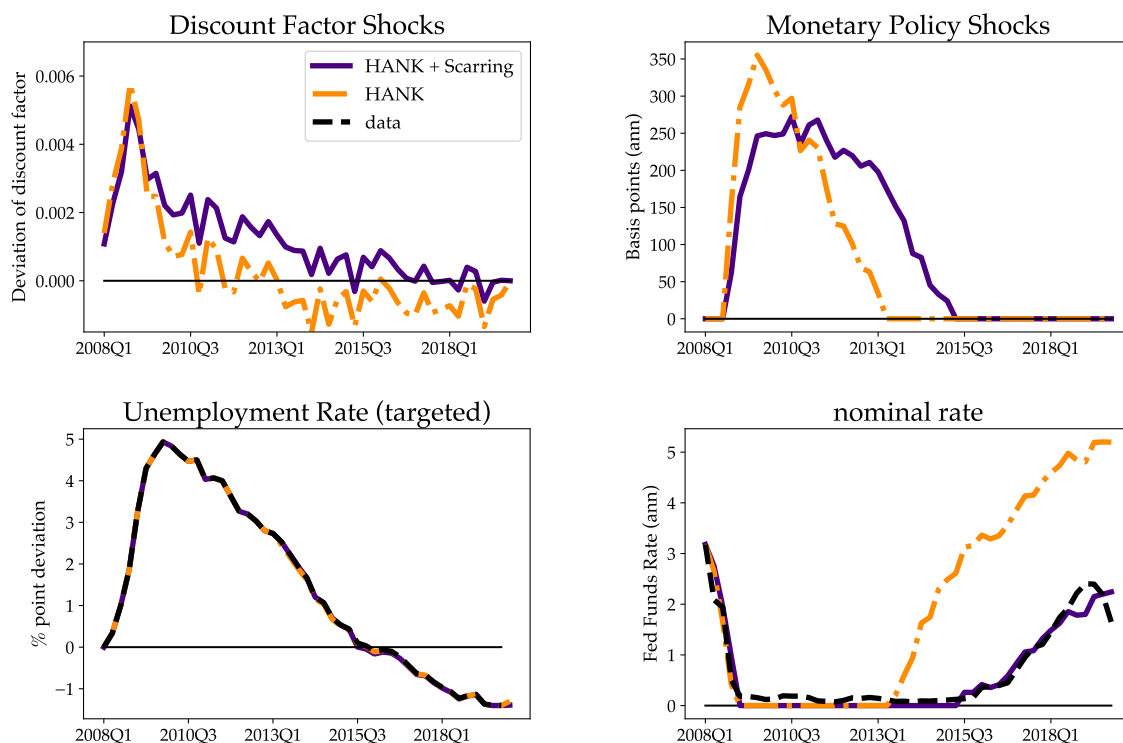 Discount Factor Shocks
Deviation of discount factor
0.006
0.004
0.002
0.000
HANK + Scarring
HANK
data
2008Q1 2010Q3 2013Q1 2015Q3 2018Q1
Monetary Policy Shocks
Basis points (ann)
350
300
250
200
150
100
50
0
2008Q1 2010Q3 2013Q1 2015Q3 2018Q1
Unemployment Rate (targeted)
% point deviation
5
4
3
2
1
0
−1
2008Q1 2010Q3 2013Q1 2015Q3 2018Q1
nominal rate
Fed Funds Rate (ann)
5
4
3
2
1
0
2008Q1 2010Q3 2013Q1 2015Q3 2018Q1